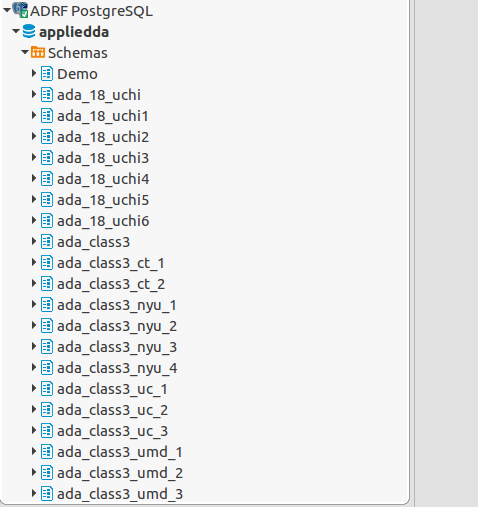 ADRF PostgreSQL
appliedda
Schemas
Demo
ada_18_uchi
ada_18_uchi1
ada_18_uchi2
ada_18_uchi3
ada_18_uchi4
ada_18_uchi5
ada_18_uchi6
ada_class3
ada_class3_ct_1
ada_class3_ct_2
ada_class3_nyu_1
ada_class3_nyu_2
ada_class3_nyu_3
ada_class3_nyu_4
ada_class3_uc_1
ada_class3_uc_2
ada_class3_uc_3
ada_class3_umd_1
ada_class3_umd_2
ada_class3_umd_3